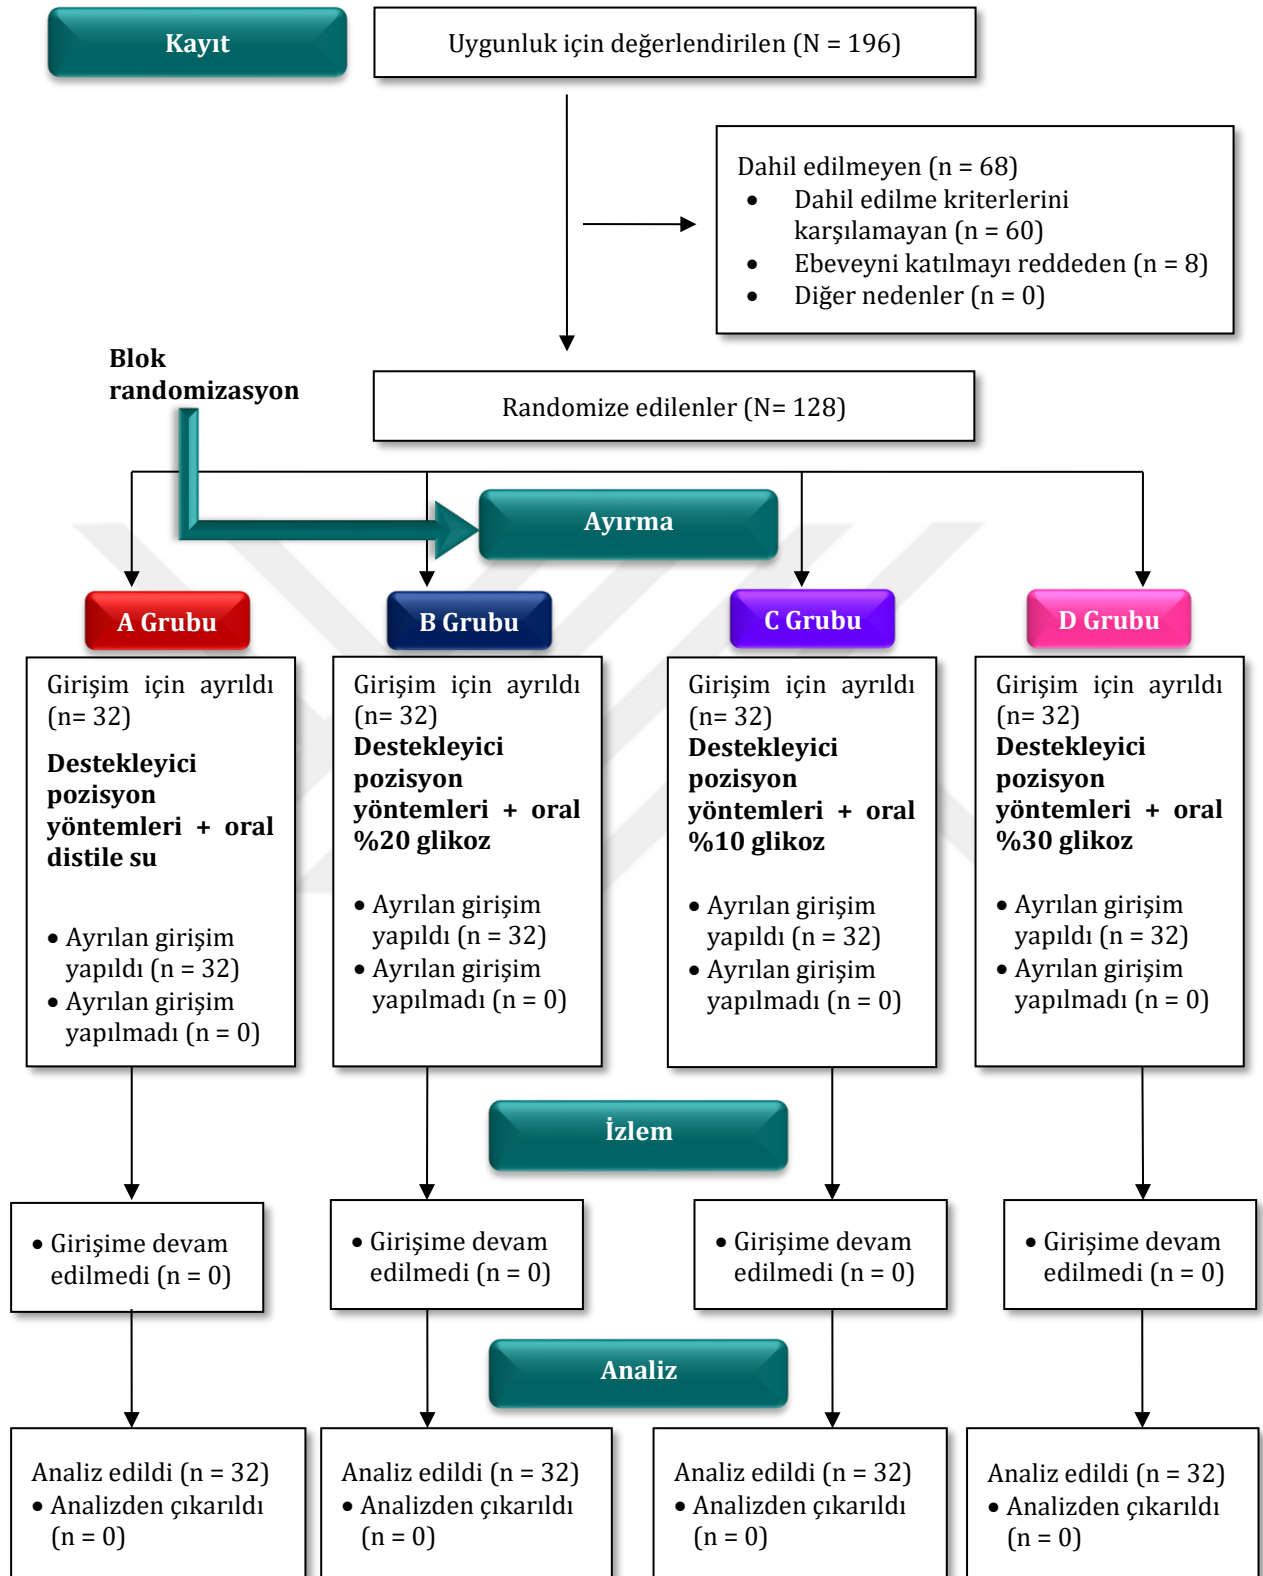 Kayıt
Uygunluk için değerlendirilen (N = 196)
Dahil edilmeyen (n = 68)
• Dahil edilme kriterlerini
karşılamayan (n = 60)
• Ebeveyni katılmayı reddeden (n = 8)
• Diğer nedenler (n = 0)
Blok
randomizasyon
Randomize edilenler (N= 128)
Ayırma
A Grubu
Girişim için ayrıldı
(n= 32)
Destekleyici
pozisyon
yöntemleri + oral
distile su
• Ayrılan girişim
yapıldı (n = 32)
• Ayrılan girişim
yapılmadı (n = 0)
B Grubu
Girişim için ayrıldı
(n= 32)
Destekleyici
pozisyon
yöntemleri + oral
%20 glikoz
• Ayrılan girişim
yapıldı (n = 32)
• Ayrılan girişim
yapılmadı (n = 0)
C Grubu
Girişim için ayrıldı
(n= 32)
Destekleyici
pozisyon
yöntemleri + oral
%10 glikoz
• Ayrılan girişim
yapıldı (n = 32)
• Ayrılan girişim
yapılmadı (n = 0)
D Grubu
Girişim için ayrıldı
(n= 32)
Destekleyici
pozisyon
yöntemleri + oral
%30 glikoz
• Ayrılan girişim
yapıldı (n = 32)
• Ayrılan girişim
yapılmadı (n = 0)
İzlem
• Girişime devam
edilmedi (n = 0)
• Girişime devam
edilmedi (n = 0)
• Girişime devam
edilmedi (n = 0)
• Girişime devam
edilmedi (n = 0)
Analiz
Analiz edildi (n = 32)
• Analizden çıkarıldı
(n = 0)
Analiz edildi (n = 32)
• Analizden çıkarıldı
(n = 0)
Analiz edildi (n = 32)
• Analizden çıkarıldı
(n = 0)
Analiz edildi (n = 32)
• Analizden çıkarıldı
(n = 0)